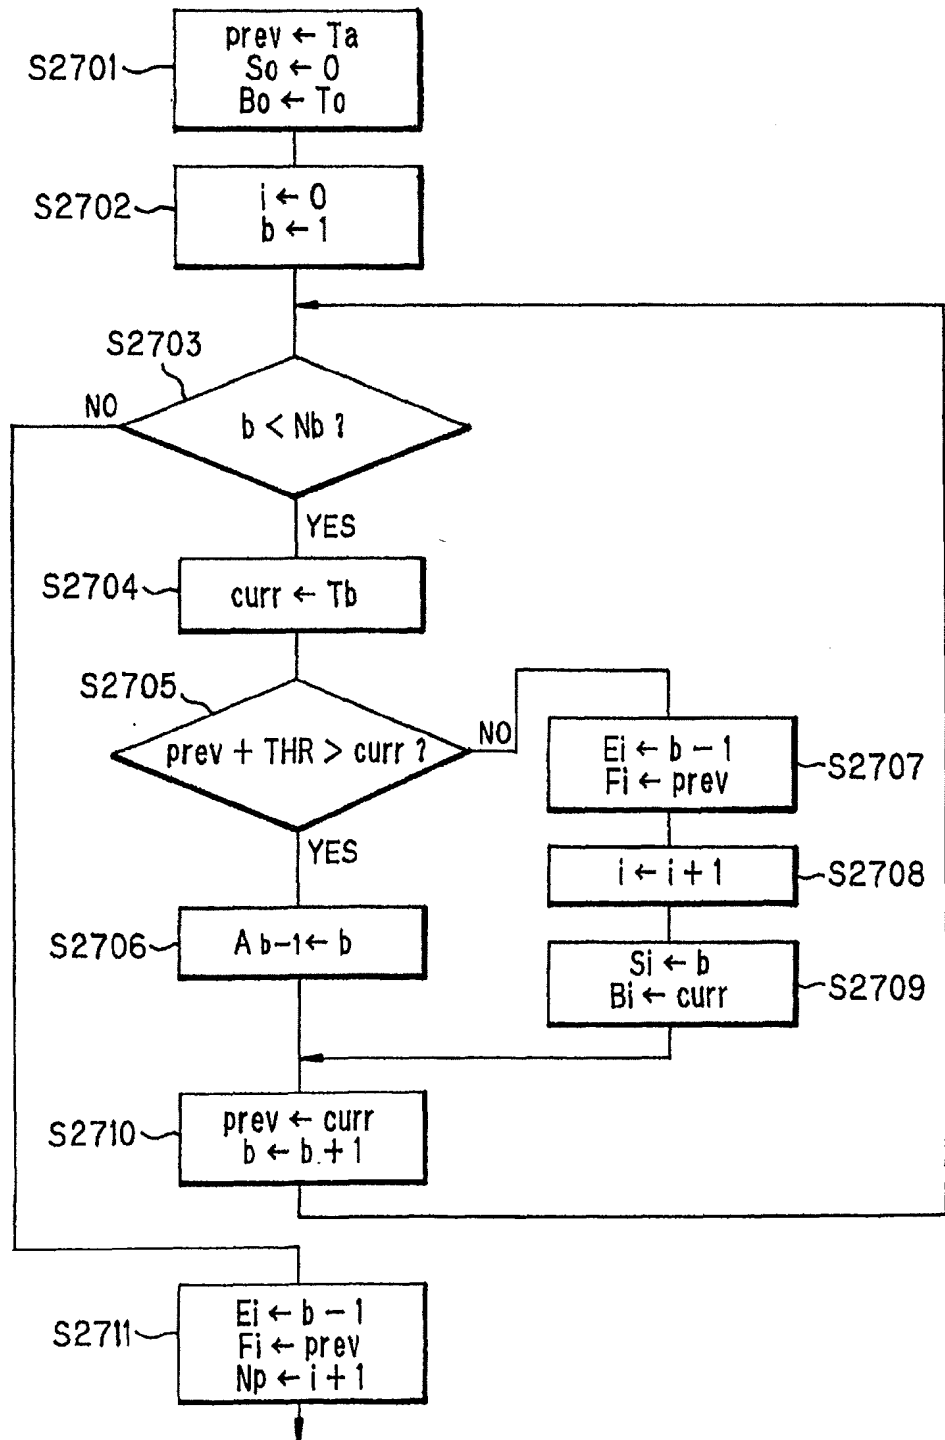 S2701
prev ← Ta
So ← 0
Bo ← To
S2702
i ← 0
b ← 1
S2703
NO
b < Nb ?
YES
S2704
curr ← Tb
S2705
prev + THR > curr ?
NO
YES
Ei ← b - 1
Fi ← prev
S2707
i ← i + 1
S2708
S2706
A b-1 ← b
Si ← b
Bi ← curr
S2709
S2710
prev ← curr
b ← b + 1
S2711
Ei ← b - 1
Fi ← prev
Np ← i + 1